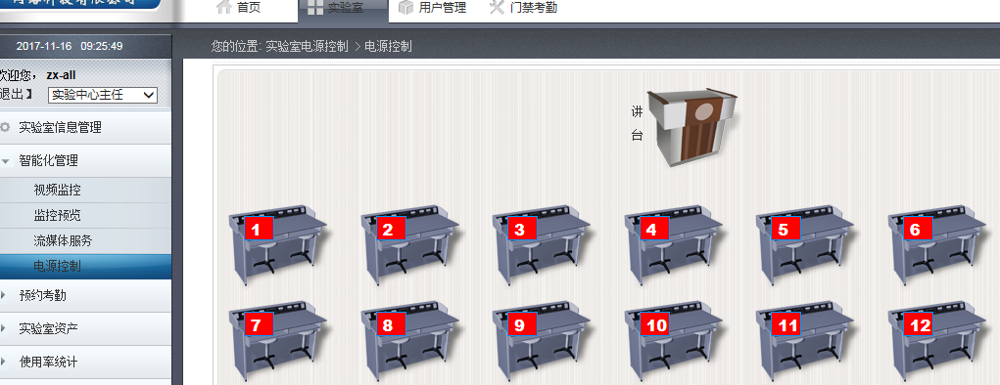 首页
实验室
用户管理
门禁考勤
2017-11-16 09:25:49
您的位置: 实验室电源控制 > 电源控制
欢迎您， zx-all
退出】 实验中心主任
实验室信息管理
智能化管理
视频监控
监控预览
流媒体服务
电源控制
预约考勤
实验室资产
使用率统计
讲
台
1 2 3 4 5 6
7 8 9 10 11 12